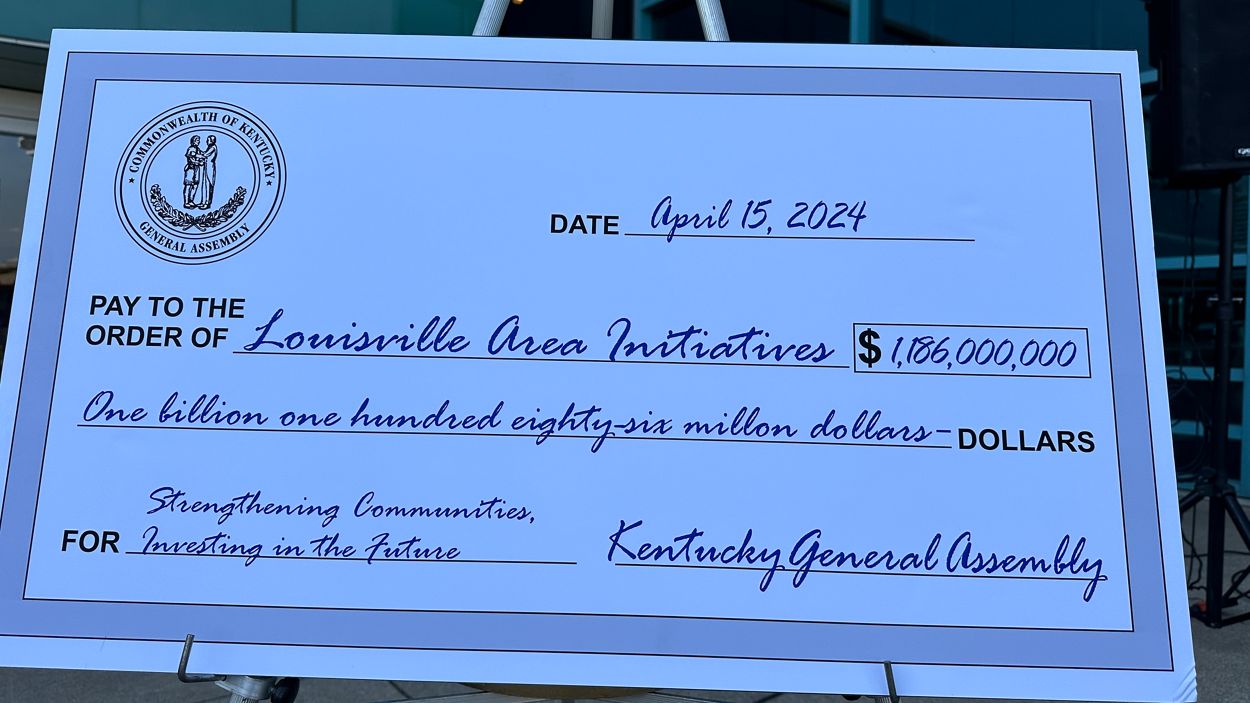 COMMONWEALTH OF KENTUCKY
GENERAL ASSEMBLY
DATE April 15, 2024
PAY TO THE
ORDER OF Louisville Area Initiatives $ 1,186,000,000
One billion one hundred eighty-six millon dollars- DOLLARS
Strengthening Communities,
FOR Investing in the Future
Kentucky General Assembly